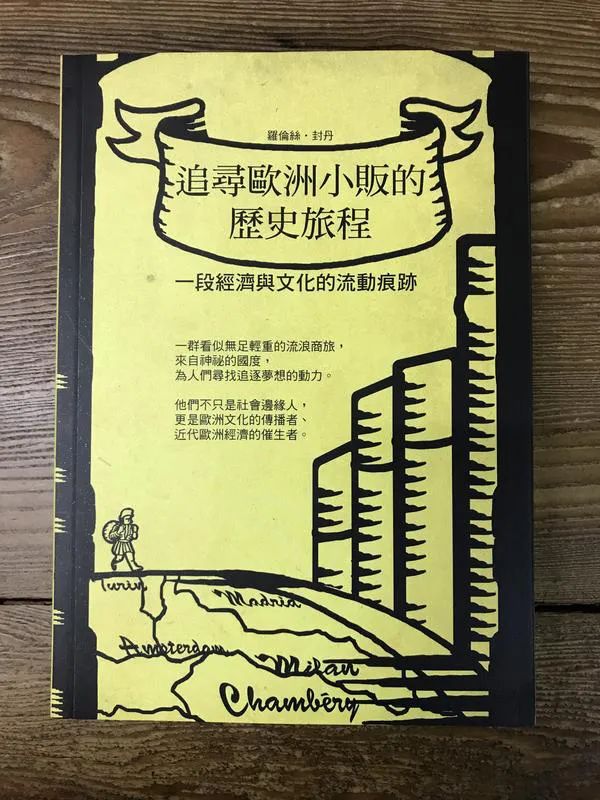 羅倫絲·封丹
追尋歐洲小販的
歷史旅程
一段經濟與文化的流動痕跡
一群看似無足輕重的流浪商旅，
來自神祕的國度，
為人們尋找追逐夢想的動力。
他們不只是社會邊緣人，
更是歐洲文化的傳播者、
近代歐洲經濟的催生者。
Turin
Madrid
Amsterdam
Milan
Chambéry